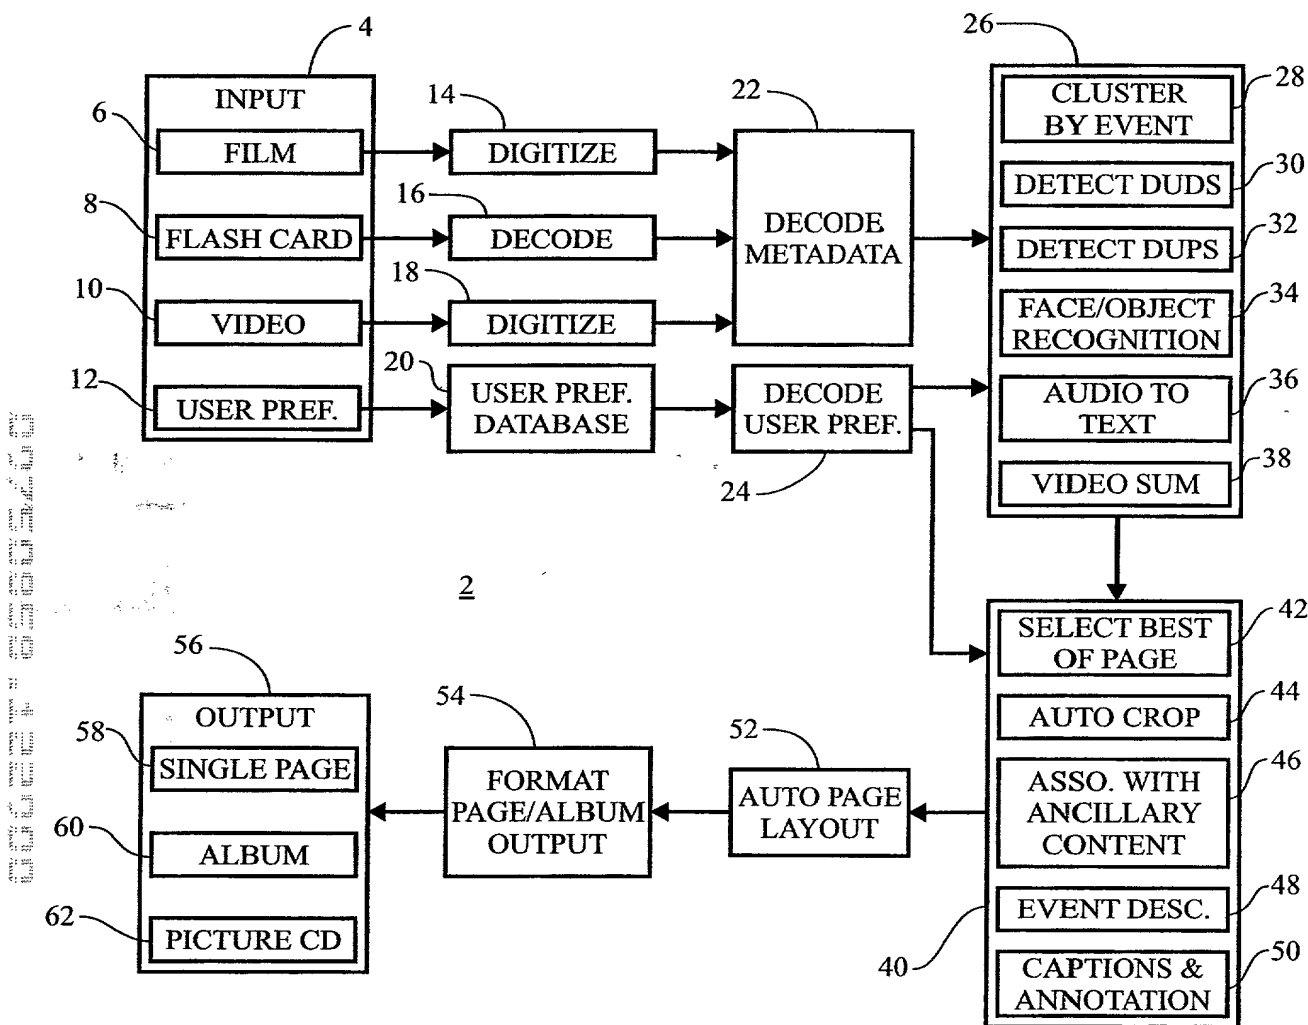 4
INPUT
6
FILM
8
FLASH CARD
10
VIDEO
12
USER PREF.
14
DIGITIZE
16
DECODE
18
DIGITIZE
20
USER PREF.
DATABASE
22
DECODE
METADATA
DECODE
USER PREF.
24
26
CLUSTER
BY EVENT
28
DETECT DUDS
30
DETECT DUPS
32
FACE/OBJECT
RECOGNITION
34
AUDIO TO
TEXT
36
VIDEO SUM
38
2
SELECT BEST
OF PAGE
42
AUTO CROP
44
ASSO. WITH
ANCILLARY
CONTENT
46
EVENT DESC.
48
CAPTIONS &
ANNOTATION
50
40
52
AUTO PAGE
LAYOUT
54
FORMAT
PAGE/ALBUM
OUTPUT
56
OUTPUT
58
SINGLE PAGE
60
ALBUM
62
PICTURE CD